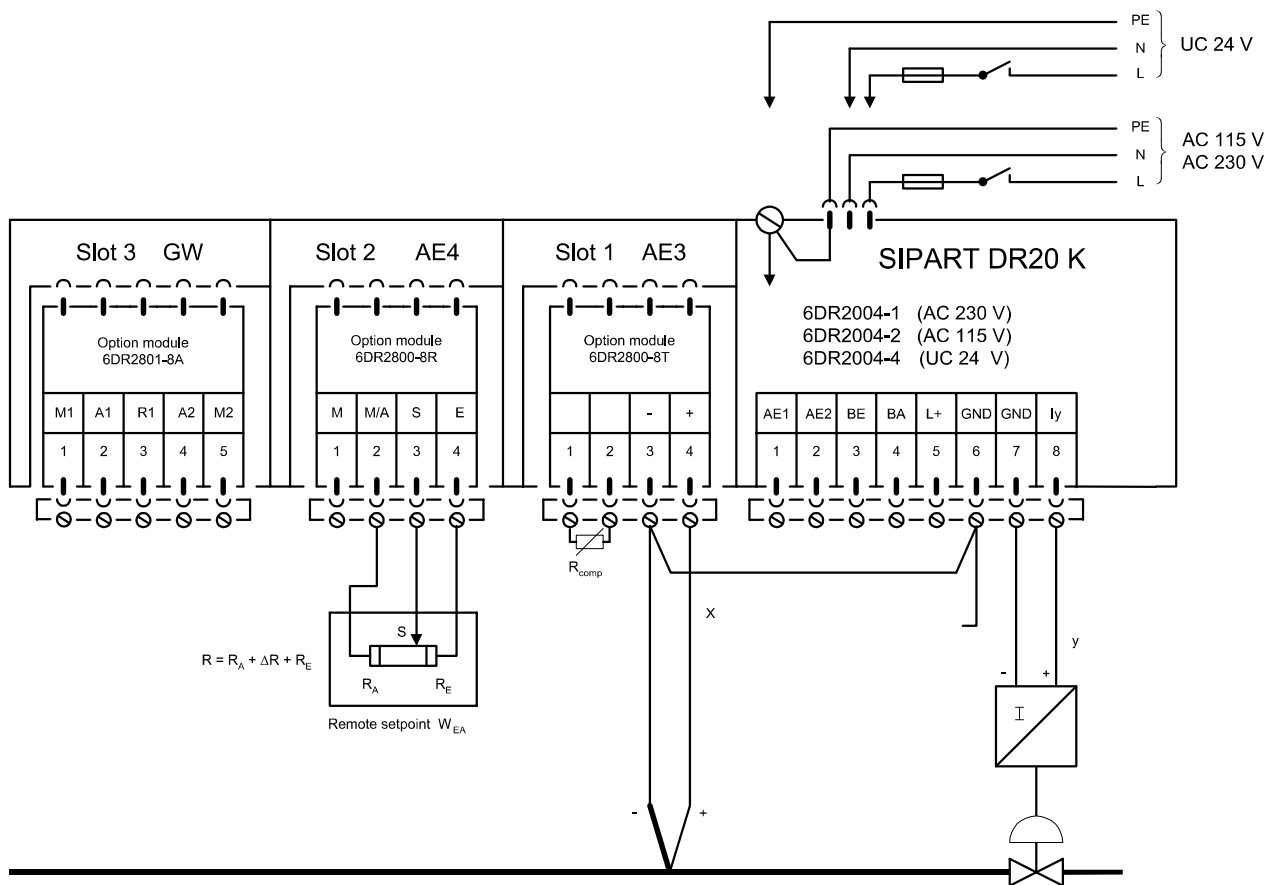 PE
N
L
UC 24 V
PE
N
L
AC 115 V
AC 230 V
Slot 3 GW
Slot 2 AE4
Slot 1 AE3
SIPART DR20 K
6DR2004-1 (AC 230 V)
6DR2004-2 (AC 115 V)
6DR2004-4 (UC 24 V)
Option module
6DR2801-8A
Option module
6DR2800-8R
Option module
6DR2800-8T
M1 A1 R1 A2 M2
1 2 3 4 5
M M/A S E
1 2 3 4
- +
1 2 3 4
AE1 AE2 BE BA L+ GND GND Iy
1 2 3 4 5 6 7 8
Rcomp
X
y
S
R = RA + ΔR + RE
RA RE
Remote setpoint WEA
- +
I
- +